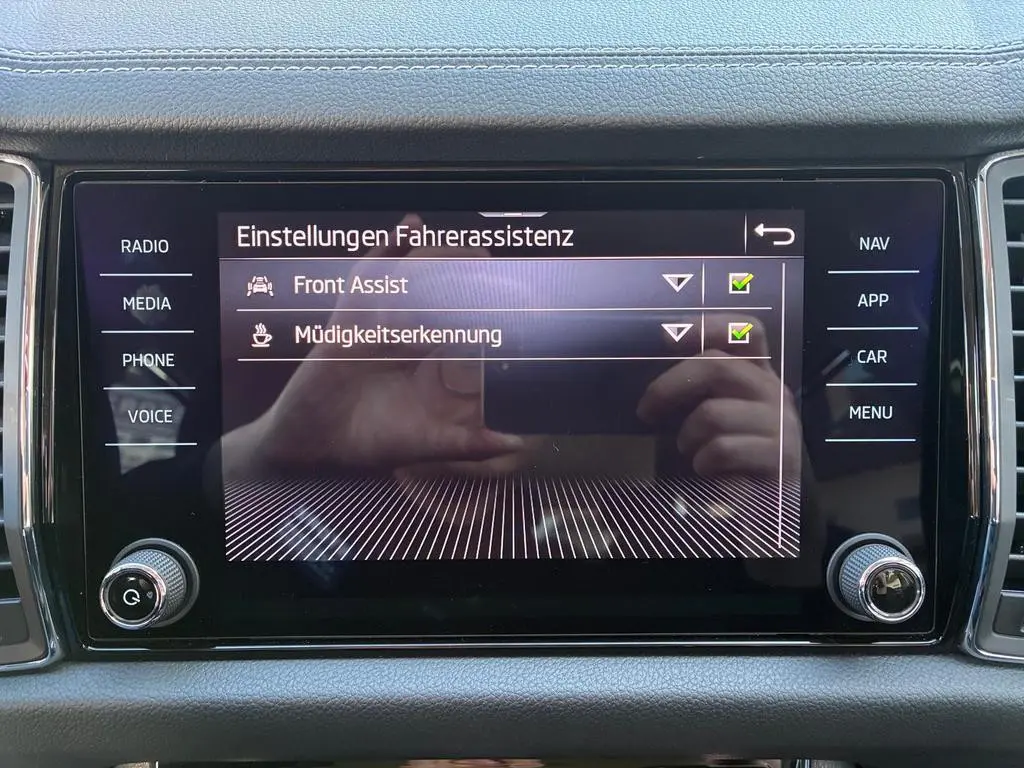 Einstellungen Fahrerassistenz
Front Assist
Müdigkeitserkennung
RADIO
MEDIA
PHONE
VOICE
NAV
APP
CAR
MENU